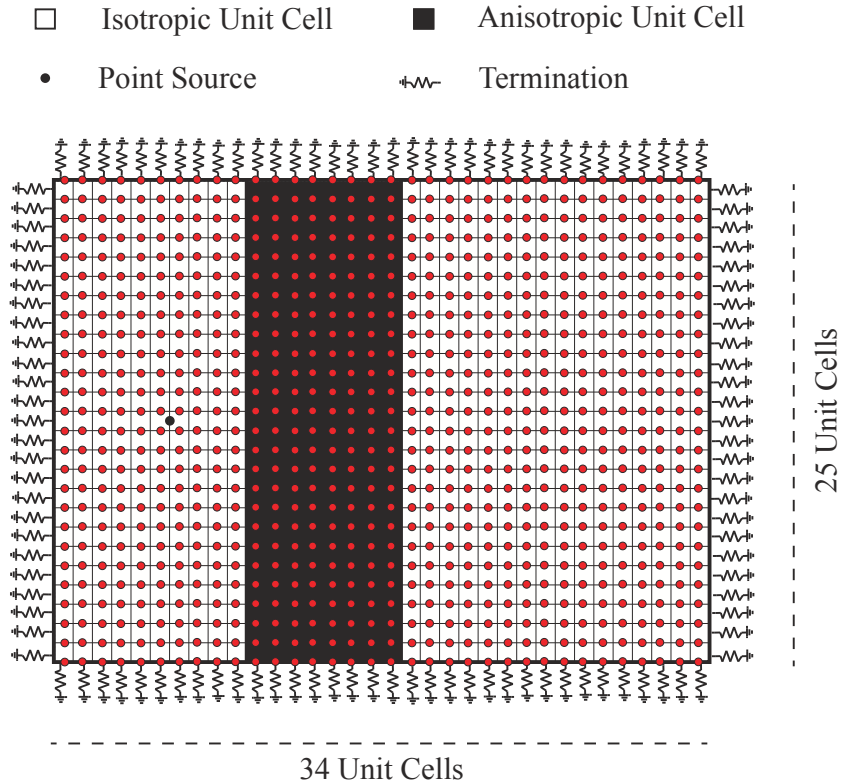 Isotropic Unit Cell
Anisotropic Unit Cell
Point Source
Termination
25 Unit Cells
34 Unit Cells